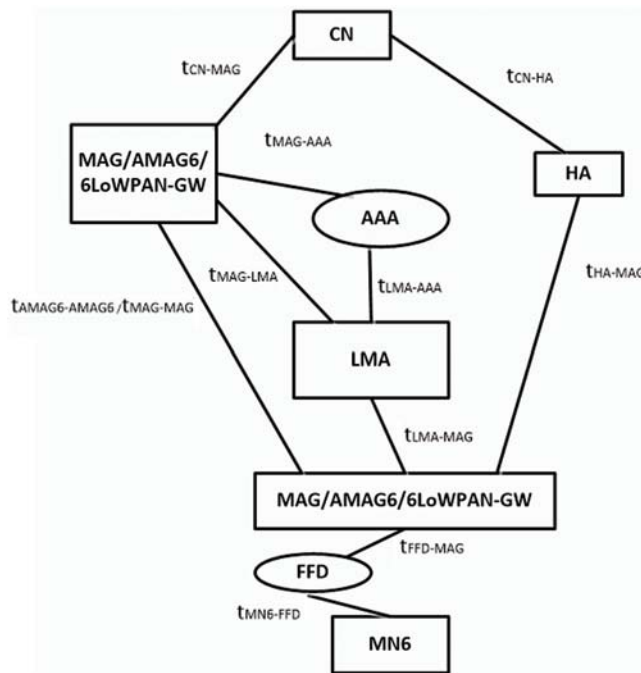 CN
tCN-MAG
tCN-HA
tMAG-AAA
MAG/AMAG6/
6LoWPAN-GW
HA
AAA
tMAG-LMA
tLMA-AAA
tHA-MAG
tAMAG6-AMAG6/tMAG-MAG
LMA
tLMA-MAG
MAG/AMAG6/6LoWPAN-GW
tFFD-MAG
FFD
tMN6-FFD
MN6